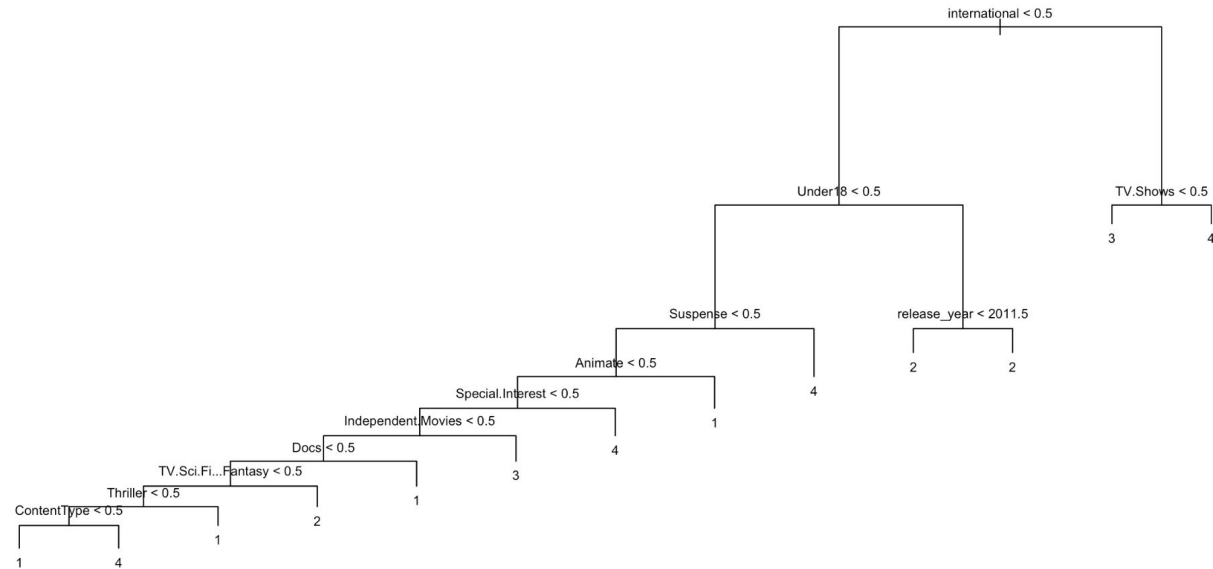 international < 0.5
Under18 < 0.5
TV.Shows < 0.5
3
4
Suspense < 0.5
release_year < 2011.5
2
2
Animate < 0.5
4
Special.Interest < 0.5
1
Independent.Movies < 0.5
4
Docs < 0.5
3
TV.Sci.Fi...Fantasy < 0.5
1
Thriller < 0.5
2
ContentType < 0.5
1
1
4